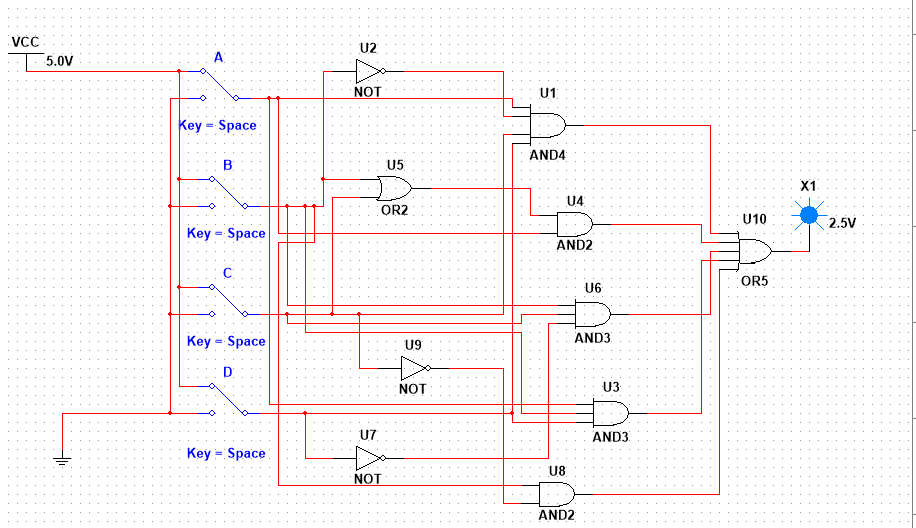 VCC
5.0V
A
Key = Space
U2
NOT
U1
AND4
B
Key = Space
U5
OR2
U4
AND2
X1
2.5V
U10
OR5
C
Key = Space
U6
AND3
U9
NOT
D
Key = Space
U3
AND3
U7
NOT
U8
AND2